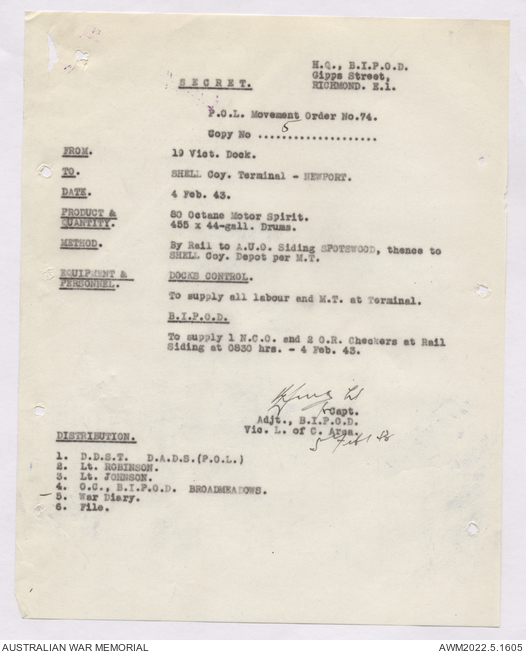 H.Q., B.I.P.O.D.
Gipps Street,
RICHMOND. E.1.
SECRET.
P.O.L. Movement Order No.74.
Copy No ..5..................
FROM. 19 Vict. Dock.
TO. SHELL Coy. Terminal - NEWPORT.
DATE. 4 Feb. 43.
PRODUCT & QUANTITY. 80 Octane Motor Spirit.
455 x 44-gall. Drums.
METHOD. By Rail to A.U.O. Siding SPOTSWOOD, thence to
SHELL Coy. Depot per M.T.
EQUIPMENT & PERSONNEL. DOCKS CONTROL.
To supply all labour and M.T. at Terminal.
B.I.P.O.D.
To supply 1 N.C.O. and 2 O.R. Checkers at Rail
Siding at 0830 hrs. - 4 Feb. 43.
Capt.
Adjt., B.I.P.O.D.
Vic. L. of C. Area.
DISTRIBUTION.
1. D.D.S.T. D.A.D.S.(P.O.L.)
2. Lt. ROBINSON.
3. Lt. JOHNSON.
4. O.C., B.I.P.O.D. BROADMEADOWS.
5. War Diary.
6. File.
AUSTRALIAN WAR MEMORIAL
AWM2022.5.1605